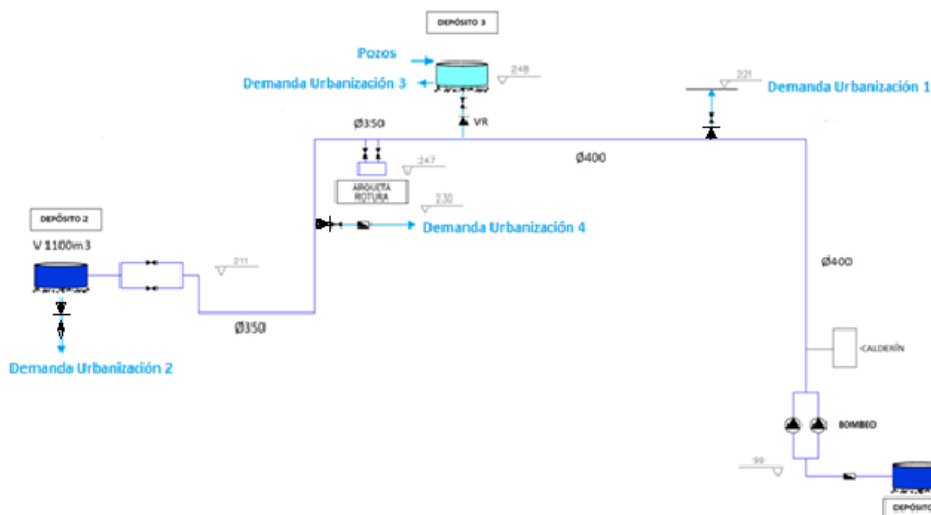 DEPÓSITO 3
Pozos
Demanda Urbanización 3
248
221
Demanda Urbanización 1
Ø350
VR
Ø400
247
ARQUETA
ROTURA
230
DEPÓSITO 2
V 1100m3
Demanda Urbanización 4
211
Ø400
Ø350
CALDERÍN
Demanda Urbanización 2
BOMBEO
99
DEPÓSITO